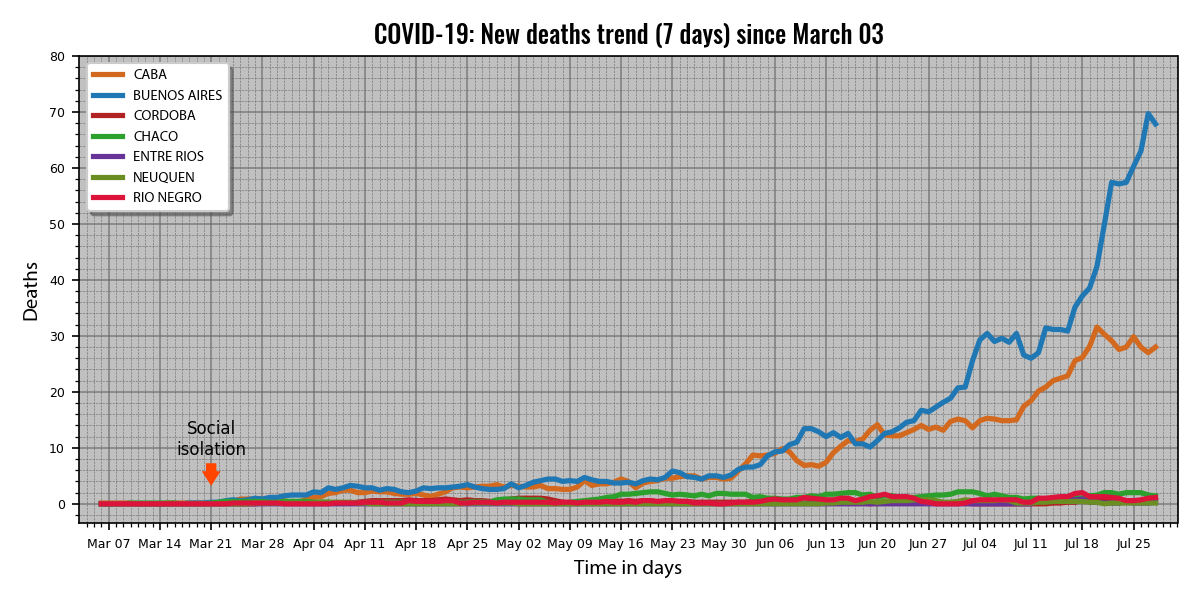 COVID-19: New deaths trend (7 days) since March 03
80
70
60
50
40
30
20
10
0
Deaths
CABA
BUENOS AIRES
CORDOBA
CHACO
ENTRE RIOS
NEUQUEN
RIO NEGRO
Social
isolation
Mar 07 Mar 14 Mar 21 Mar 28 Apr 04 Apr 11 Apr 18 Apr 25 May 02 May 09 May 16 May 23 May 30 Jun 06 Jun 13 Jun 20 Jun 27 Jul 04 Jul 11 Jul 18 Jul 25
Time in days